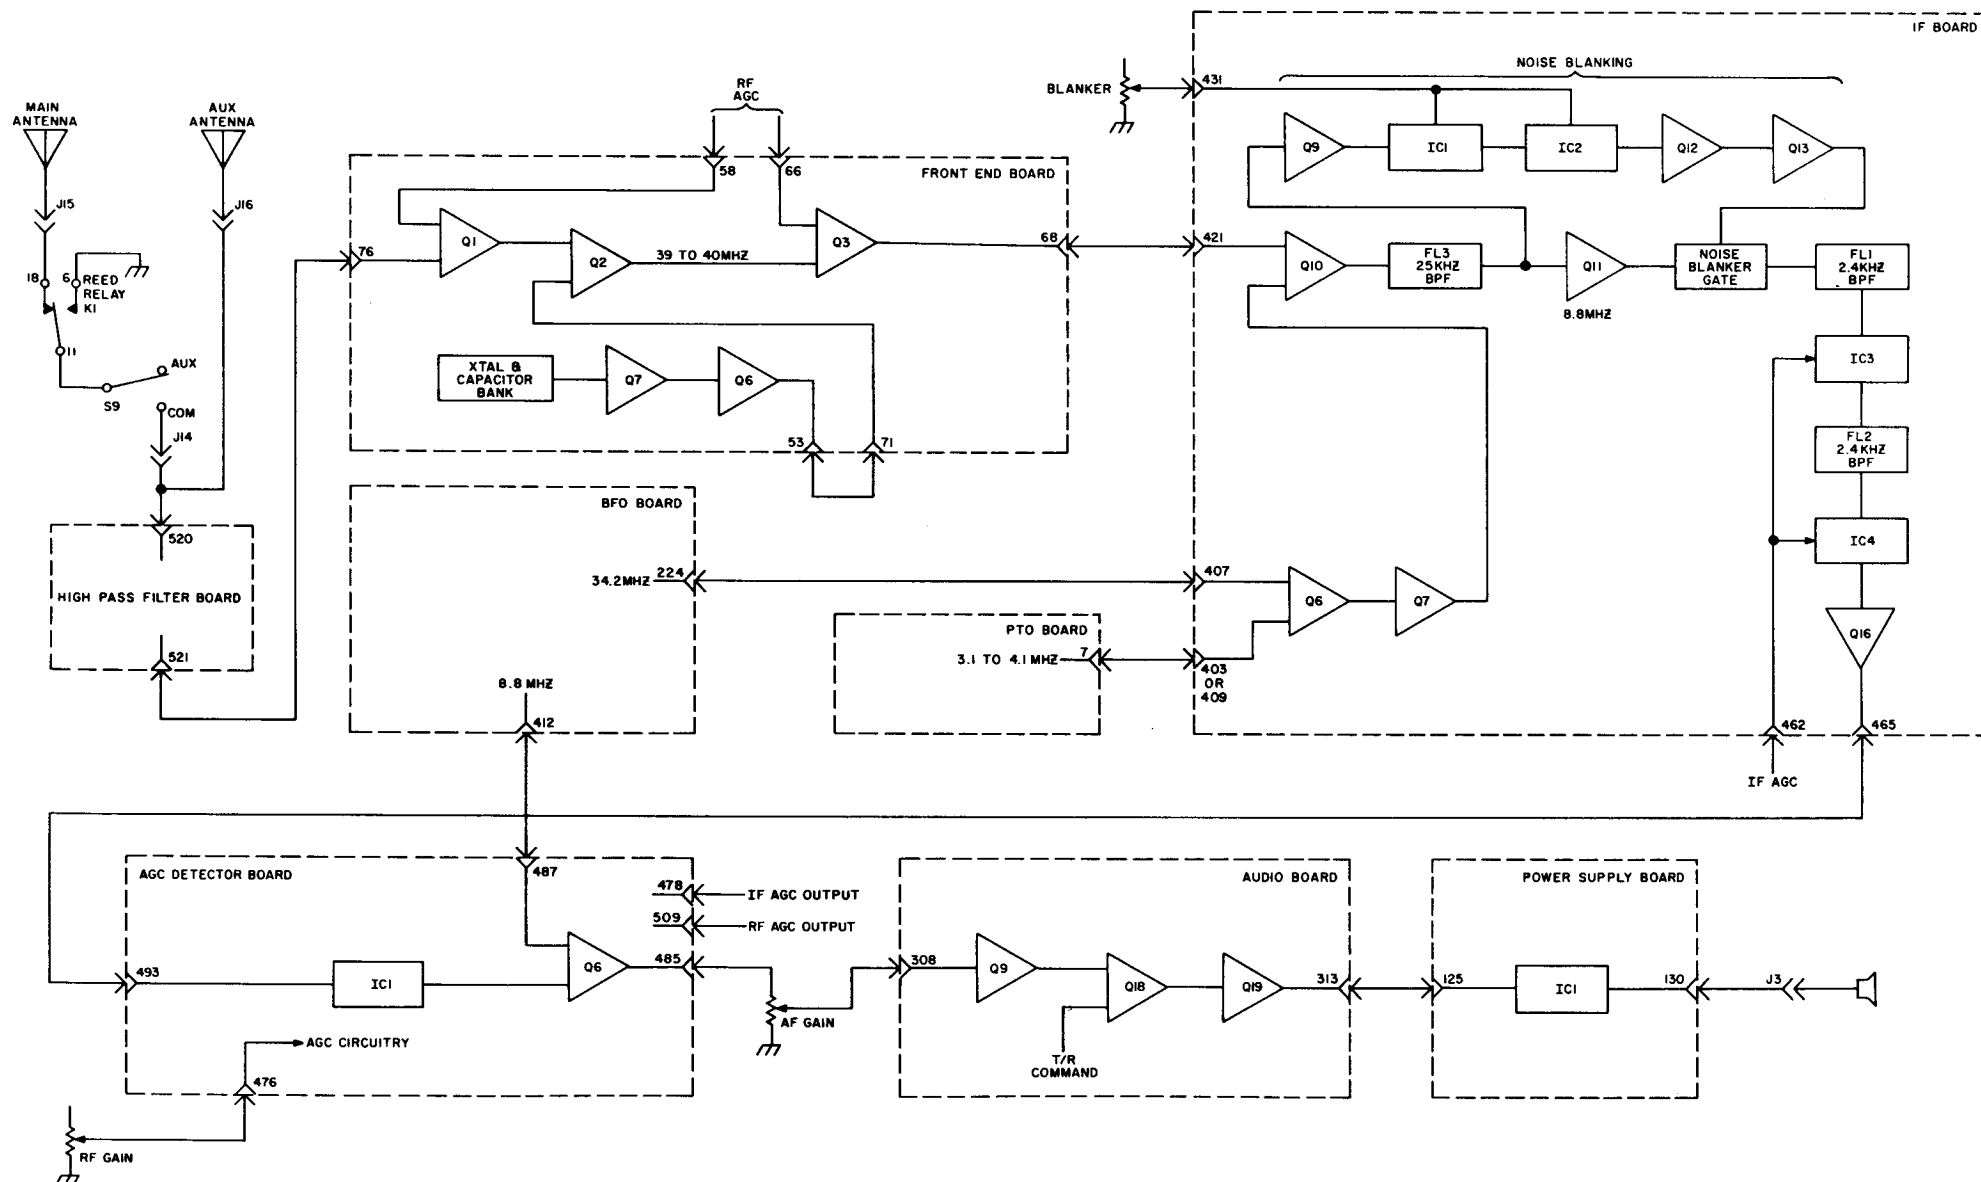 IF BOARD
NOISE BLANKING
BLANKER
431
Q9
IC1
IC2
Q12
Q13
MAIN
ANTENNA
AUX
ANTENNA
J15
J16
18
6
REED
RELAY
K1
11
AUX
S9
COM
J14
520
HIGH PASS FILTER BOARD
521
RF
AGC
58
66
FRONT END BOARD
76
Q1
Q2
39 TO 40MHZ
Q3
68
XTAL &
CAPACITOR
BANK
Q7
Q6
53
71
421
Q10
FL3
25KHZ
BPF
Q11
8.8MHZ
NOISE
BLANKER
GATE
FL1
2.4KHZ
BPF
IC3
FL2
2.4KHZ
BPF
IC4
Q16
BFO BOARD
34.2MHZ
224
407
Q6
Q7
PTO BOARD
3.1 TO 4.1MHZ
7
403
OR
409
8.8MHZ
412
462
465
IF AGC
AGC DETECTOR BOARD
487
478
IF AGC OUTPUT
509
RF AGC OUTPUT
485
493
IC1
Q6
AGC CIRCUITRY
476
RF GAIN
AF GAIN
AUDIO BOARD
308
Q9
Q18
Q19
313
T/R
COMMAND
POWER SUPPLY BOARD
125
IC1
130
J3